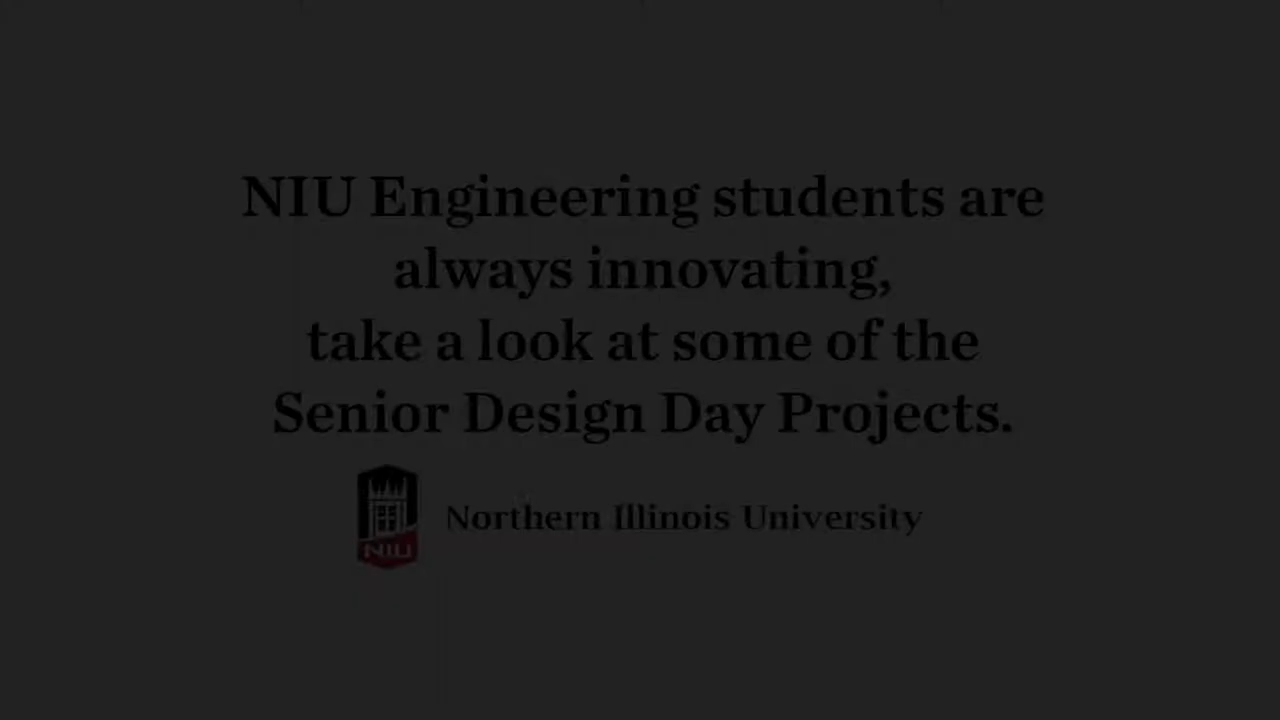 NIU Engineering students are
always innovating,
take a look at some of the
Senior Design Day Projects.
NIU
Northern Illinois University